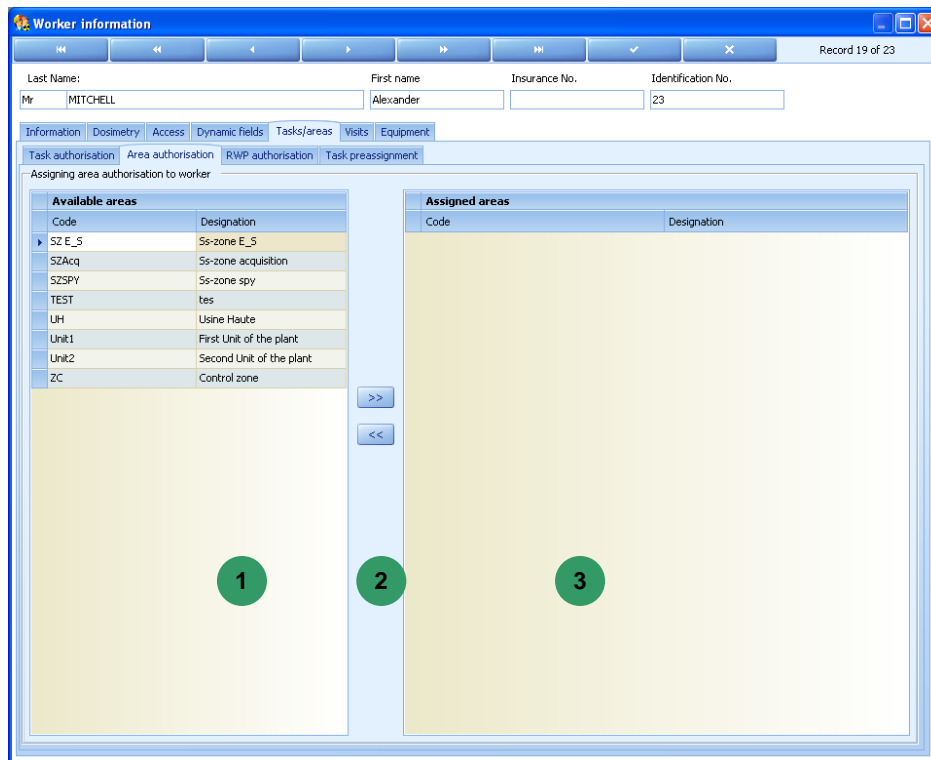 Worker information
Record 19 of 23
Last Name: First name Insurance No. Identification No.
Mr MITCHELL Alexander 23
Information Dosimetry Access Dynamic fields Tasks/areas Visits Equipment
Task authorisation Area authorisation RWP authorisation Task preassignment
Assigning area authorisation to worker
Available areas Assigned areas
Code Designation Code Designation
SZ E_S Ss-zone E_S
SZAcq Ss-zone acquisition
SZSPY Ss-zone spy
TEST tes
UH Usine Haute
Unit1 First Unit of the plant
Unit2 Second Unit of the plant
ZC Control zone
>>
<<
1 2 3